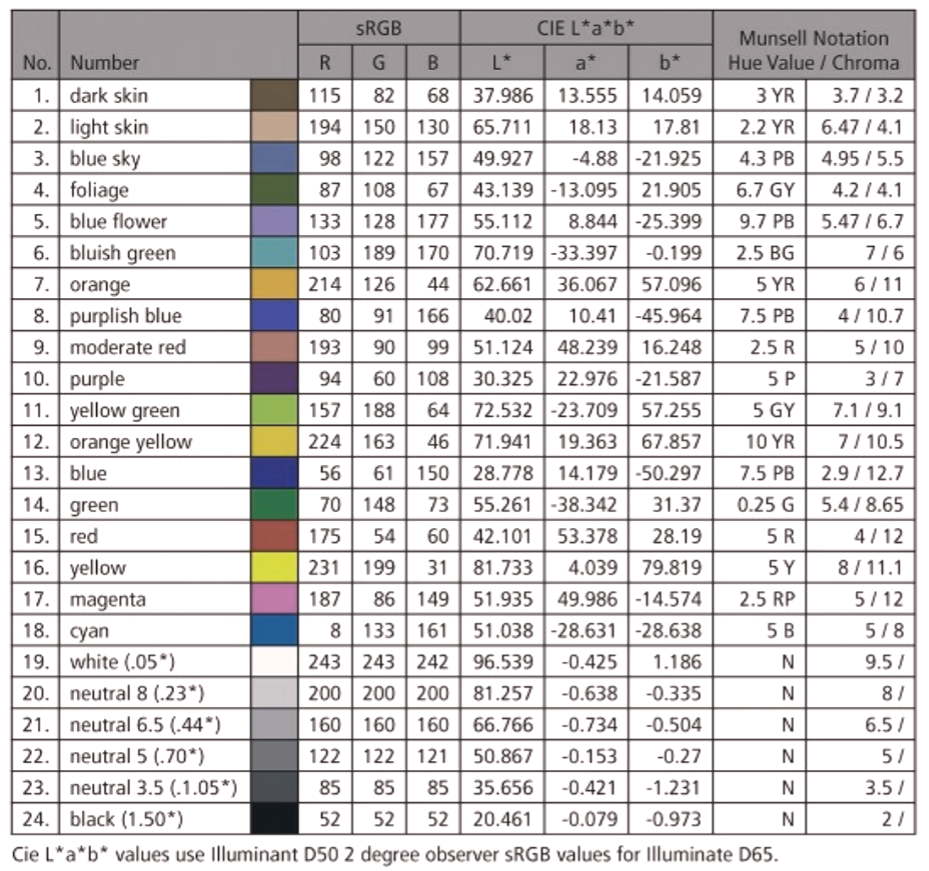 sRGB CIE L*a*b* Munsell Notation
No. Number R G B L* a* b* Hue Value / Chroma
1. dark skin 115 82 68 37.986 13.555 14.059 3 YR 3.7 / 3.2
2. light skin 194 150 130 65.711 18.13 17.81 2.2 YR 6.47 / 4.1
3. blue sky 98 122 157 49.927 -4.88 -21.925 4.3 PB 4.95 / 5.5
4. foliage 87 108 67 43.139 -13.095 21.905 6.7 GY 4.2 / 4.1
5. blue flower 133 128 177 55.112 8.844 -25.399 9.7 PB 5.47 / 6.7
6. bluish green 103 189 170 70.719 -33.397 -0.199 2.5 BG 7 / 6
7. orange 214 126 44 62.661 36.067 57.096 5 YR 6 / 11
8. purplish blue 80 91 166 40.02 10.41 -45.964 7.5 PB 4 / 10.7
9. moderate red 193 90 99 51.124 48.239 16.248 2.5 R 5 / 10
10. purple 94 60 108 30.325 22.976 -21.587 5 P 3 / 7
11. yellow green 157 188 64 72.532 -23.709 57.255 5 GY 7.1 / 9.1
12. orange yellow 224 163 46 71.941 19.363 67.857 10 YR 7 / 10.5
13. blue 56 61 150 28.778 14.179 -50.297 7.5 PB 2.9 / 12.7
14. green 70 148 73 55.261 -38.342 31.37 0.25 G 5.4 / 8.65
15. red 175 54 60 42.101 53.378 28.19 5 R 4 / 12
16. yellow 231 199 31 81.733 4.039 79.819 5 Y 8 / 11.1
17. magenta 187 86 149 51.935 49.986 -14.574 2.5 RP 5 / 12
18. cyan 8 133 161 51.038 -28.631 -28.638 5 B 5 / 8
19. white (.05*) 243 243 242 96.539 -0.425 1.186 N 9.5 /
20. neutral 8 (.23*) 200 200 200 81.257 -0.638 -0.335 N 8 /
21. neutral 6.5 (.44*) 160 160 160 66.766 -0.734 -0.504 N 6.5 /
22. neutral 5 (.70*) 122 122 121 50.867 -0.153 -0.27 N 5 /
23. neutral 3.5 (.1.05*) 85 85 85 35.656 -0.421 -1.231 N 3.5 /
24. black (1.50*) 52 52 52 20.461 -0.079 -0.973 N 2 /
Cie L*a*b* values use Illuminant D50 2 degree observer sRGB values for Illuminate D65.